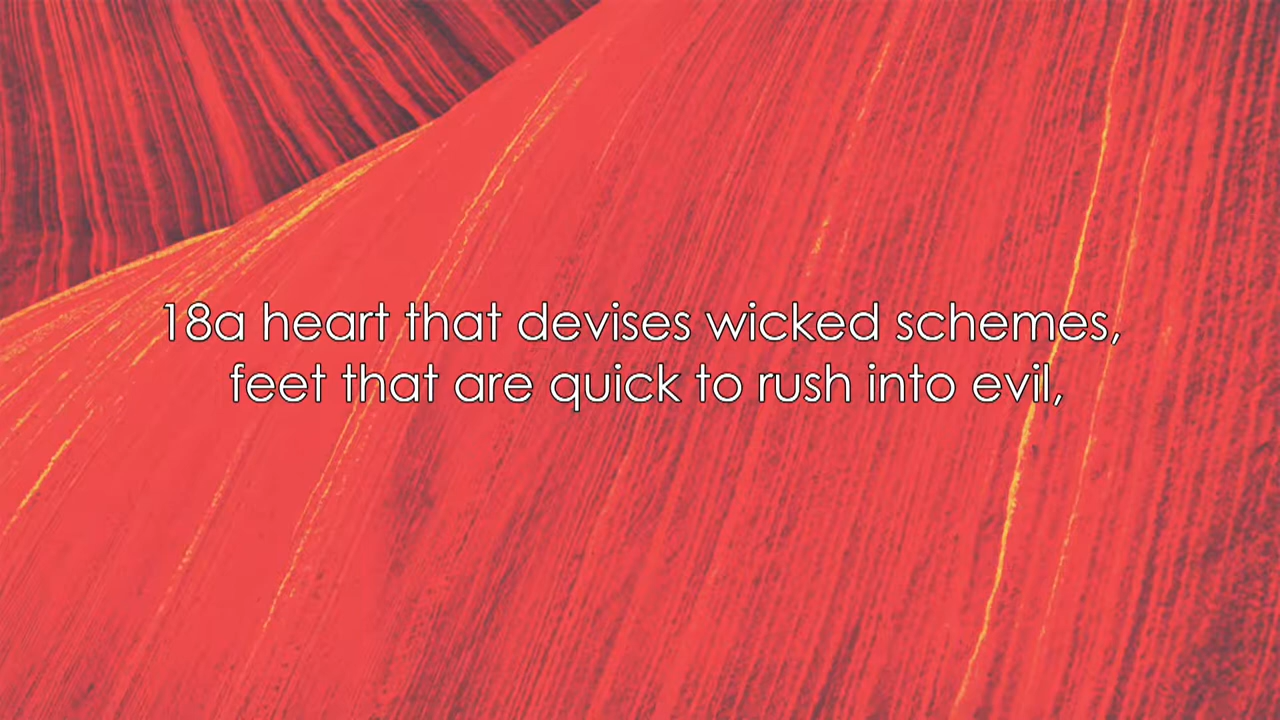 18a heart that devises wicked schemes,
feet that are quick to rush into evil,